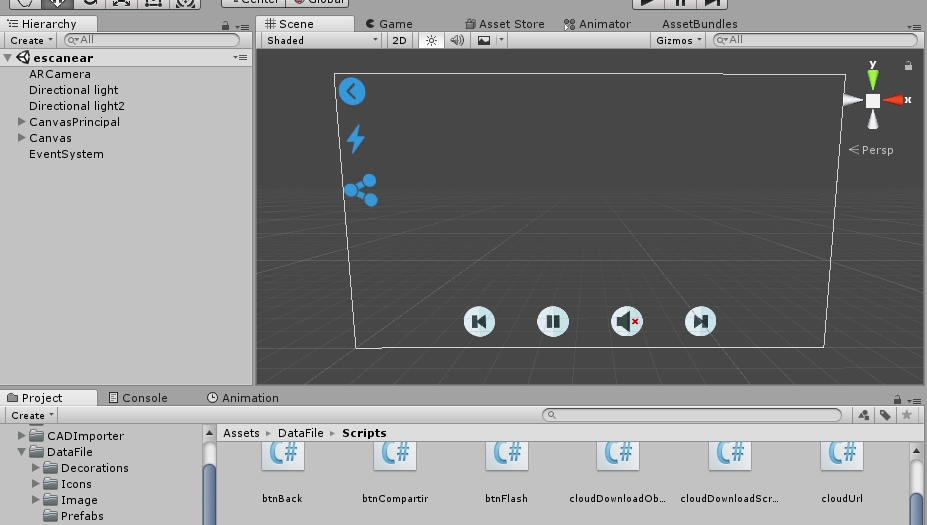 Center Global
Hierarchy
Create All
escanear
ARCamera
Directional light
Directional light2
CanvasPrincipal
Canvas
EventSystem
Scene Game Asset Store Animator AssetBundles
Shaded 2D Gizmos All
y
x
Persp
Project Console Animation
Create
CADImporter
DataFile
Decorations
Icons
Image
Prefabs
Assets DataFile Scripts
C# C# C# C# C# C#
btnBack btnCompartir btnFlash cloudDownloadOb... cloudDownloadScr... cloudUrl